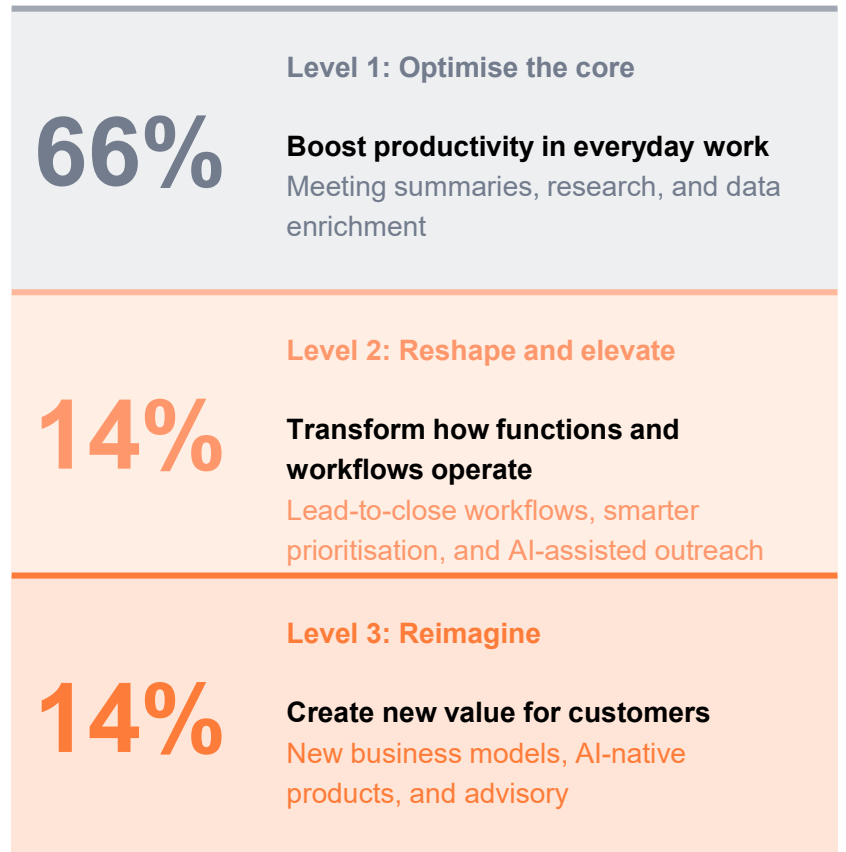 Level 1: Optimise the core
66%
Boost productivity in everyday work
Meeting summaries, research, and data
enrichment
Level 2: Reshape and elevate
14%
Transform how functions and
workflows operate
Lead-to-close workflows, smarter
prioritisation, and AI-assisted outreach
Level 3: Reimagine
14%
Create new value for customers
New business models, AI-native
products, and advisory